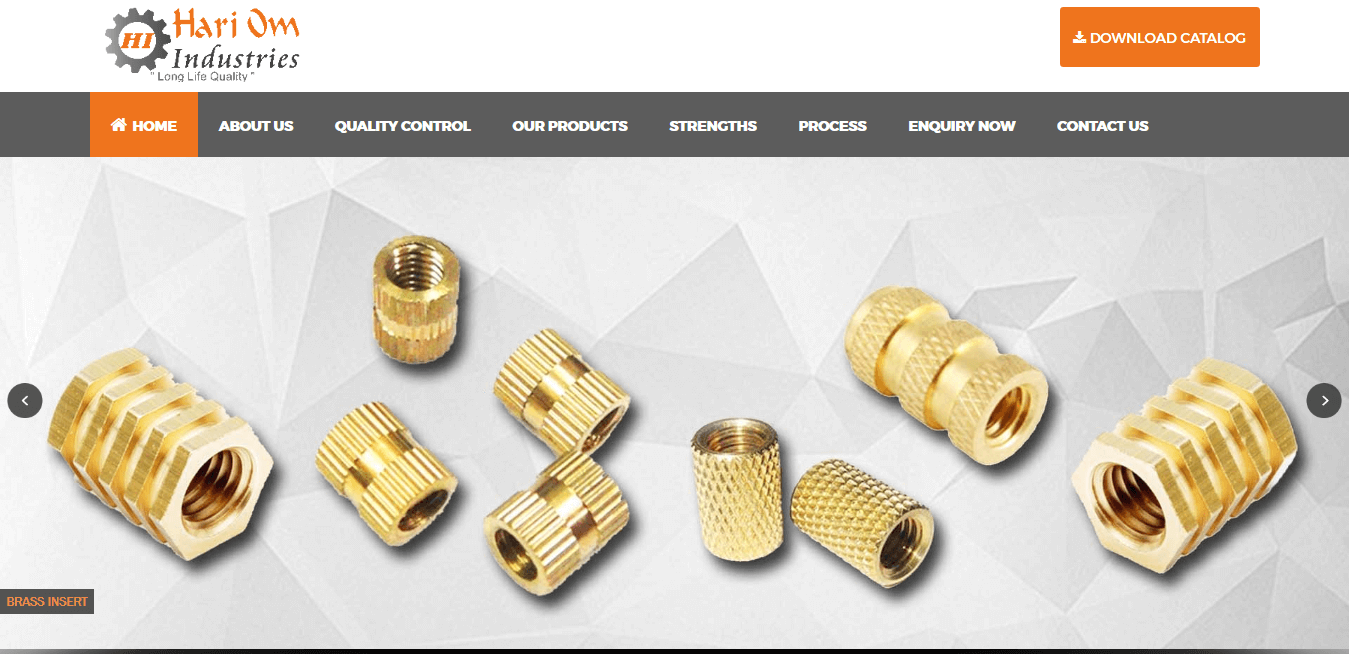 HI
Hari Om
Industries
" Long Life Quality "
DOWNLOAD CATALOG
HOME ABOUT US QUALITY CONTROL OUR PRODUCTS STRENGTHS PROCESS ENQUIRY NOW CONTACT US
BRASS INSERT